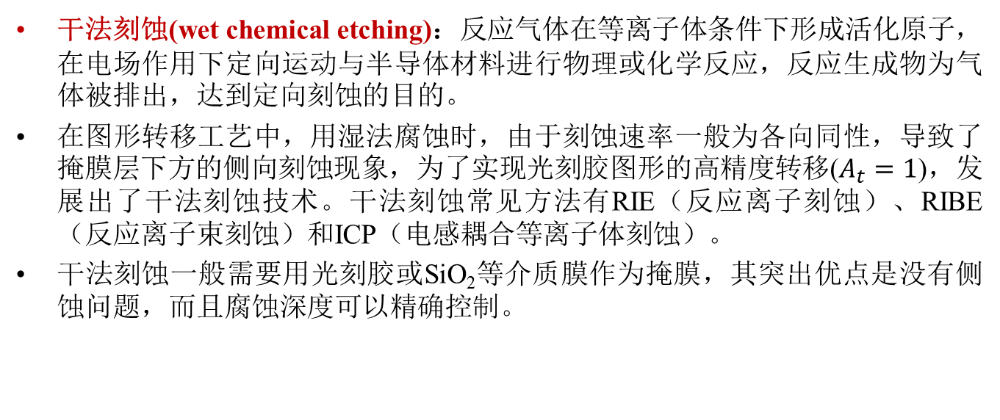 • 干法刻蚀(wet chemical etching)：反应气体在等离子体条件下形成活化原子，
在电场作用下定向运动与半导体材料进行物理或化学反应，反应生成物为气
体被排出，达到定向刻蚀的目的。
• 在图形转移工艺中，用湿法腐蚀时，由于刻蚀速率一般为各向同性，导致了
掩膜层下方的侧向刻蚀现象，为了实现光刻胶图形的高精度转移(𝐴ₜ = 1)，发
展出了干法刻蚀技术。干法刻蚀常见方法有RIE（反应离子刻蚀）、RIBE
（反应离子束刻蚀）和ICP（电感耦合等离子体刻蚀）。
• 干法刻蚀一般需要用光刻胶或SiO₂等介质膜作为掩膜，其突出优点是没有侧
蚀问题，而且腐蚀深度可以精确控制。